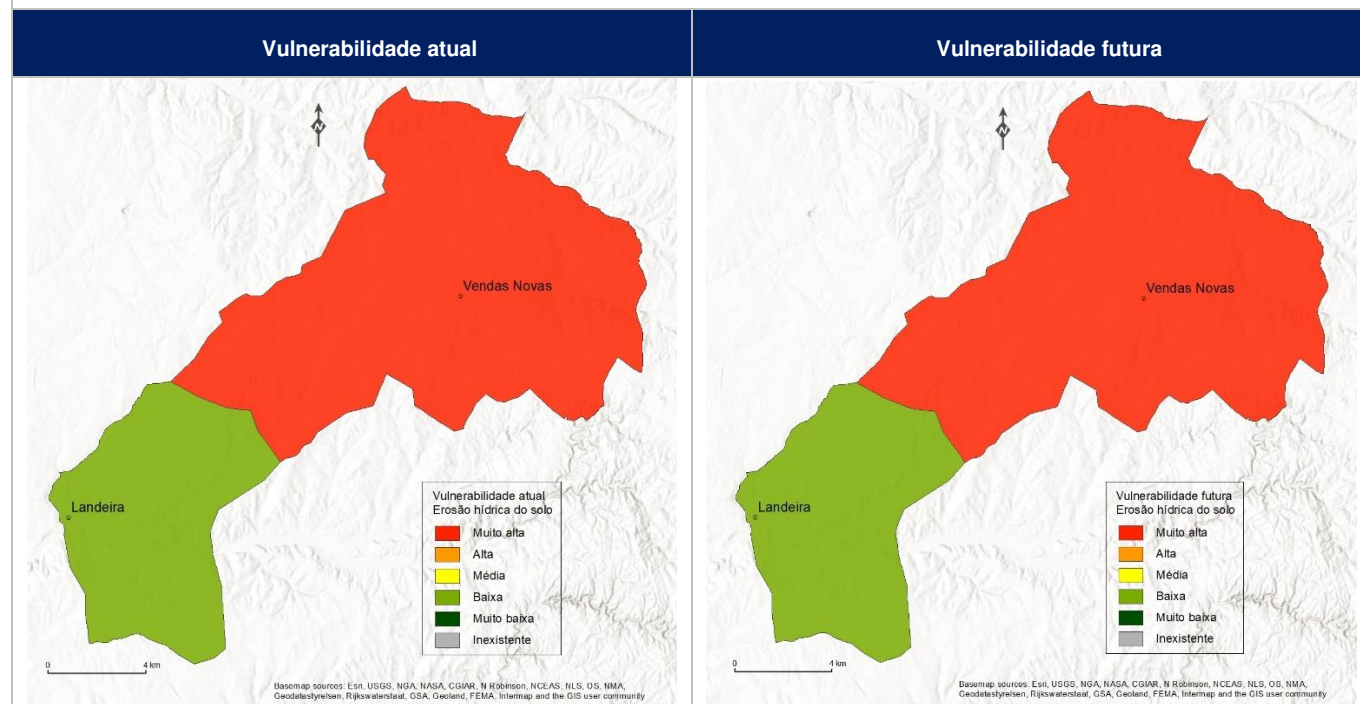 Vulnerabilidade atual
Vulnerabilidade futura
N
Vendas Novas
Landeira
Vulnerabilidade atual
Erosão hídrica do solo
Muito alta
Alta
Média
Baixa
Muito baixa
Inexistente
0 4 km
Basemap sources: Esri, USGS, NGA, NASA, CGIAR, N Robinson, NCEAS, NLS, OS, NMA,
Geodatastyrelsen, Rijkswaterstaat, GSA, Geoland, FEMA, Intermap and the GIS user community
N
Vendas Novas
Landeira
Vulnerabilidade futura
Erosão hídrica do solo
Muito alta
Alta
Média
Baixa
Muito baixa
Inexistente
0 4 km
Basemap sources: Esri, USGS, NGA, NASA, CGIAR, N Robinson, NCEAS, NLS, OS, NMA,
Geodatastyrelsen, Rijkswaterstaat, GSA, Geoland, FEMA, Intermap and the GIS user community